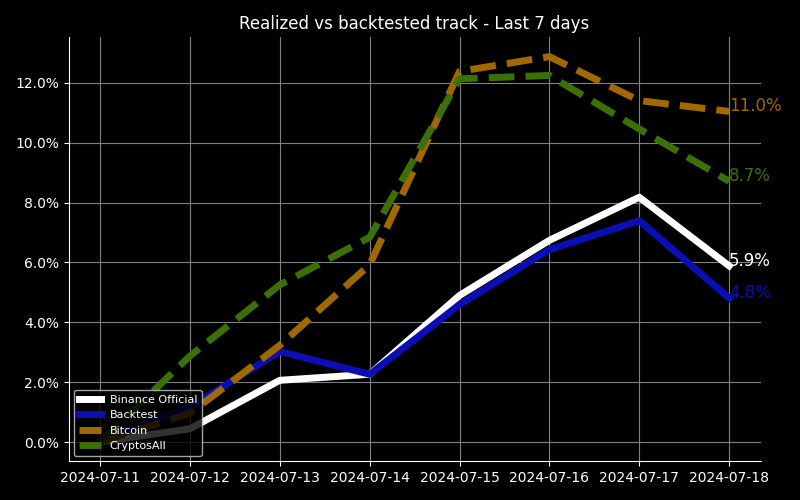 Realized vs backtested track - Last 7 days
12.0%
10.0%
8.0%
6.0%
4.0%
2.0%
0.0%
11.0%
8.7%
5.9%
4.8%
Binance Official
Backtest
Bitcoin
CryptosAll
2024-07-11 2024-07-12 2024-07-13 2024-07-14 2024-07-15 2024-07-16 2024-07-17 2024-07-18